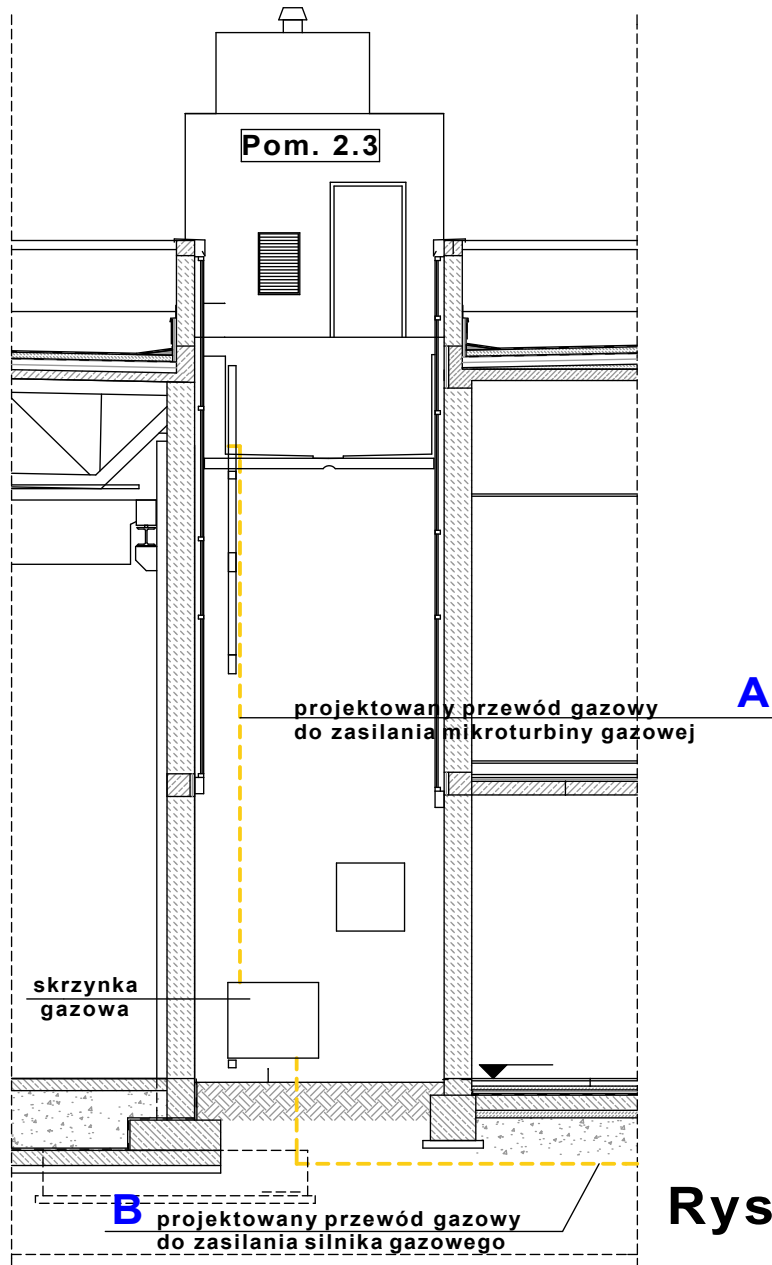 Pom. 2.3
A
projektowany przewód gazowy
do zasilania mikroturbiny gazowej
skrzynka
gazowa
B
projektowany przewód gazowy
do zasilania silnika gazowego
Rys